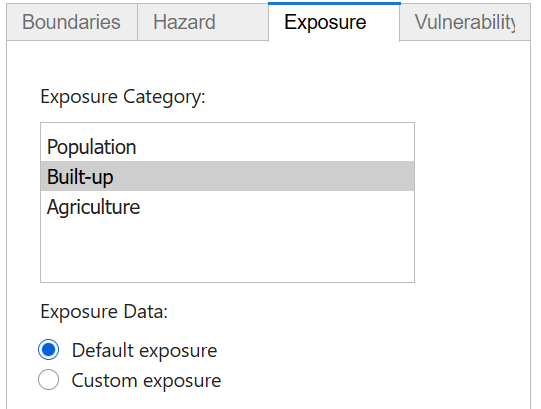 Boundaries Hazard Exposure Vulnerability
Exposure Category:
Population
Built-up
Agriculture
Exposure Data:
Default exposure
Custom exposure